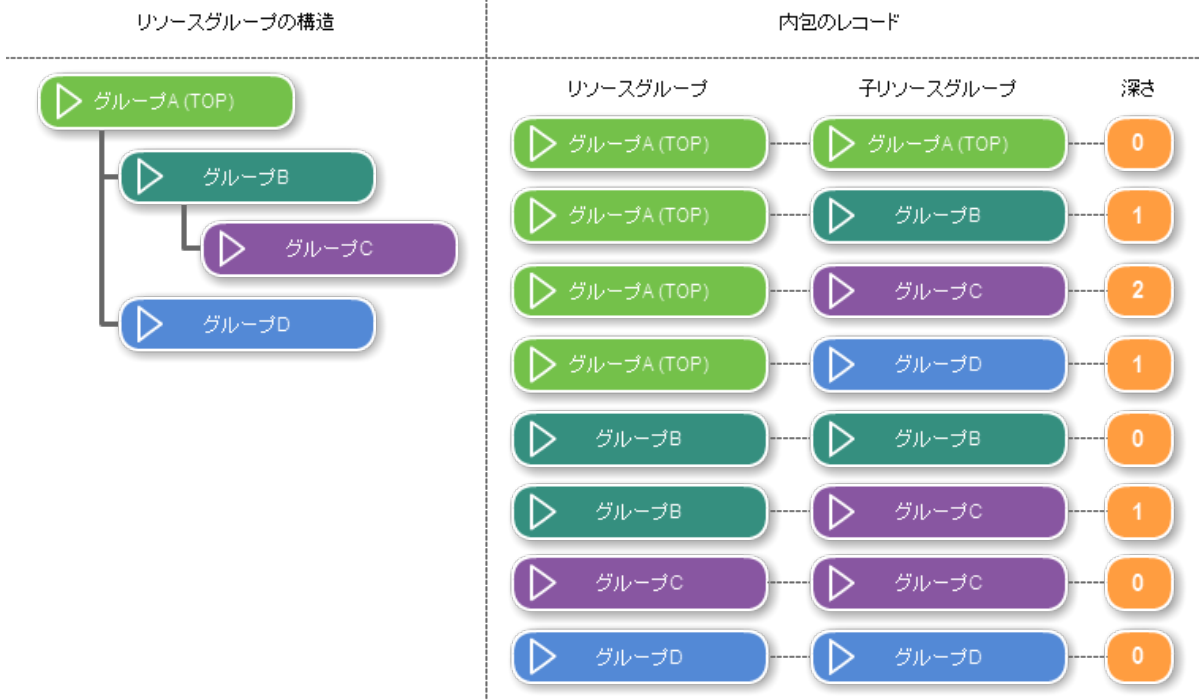 リソースグループの構造
グループA (TOP)
グループB
グループC
グループD
内包のレコード
リソースグループ 子リソースグループ 深さ
グループA (TOP) グループA (TOP) 0
グループA (TOP) グループB 1
グループA (TOP) グループC 2
グループA (TOP) グループD 1
グループB グループB 0
グループB グループC 1
グループC グループC 0
グループD グループD 0